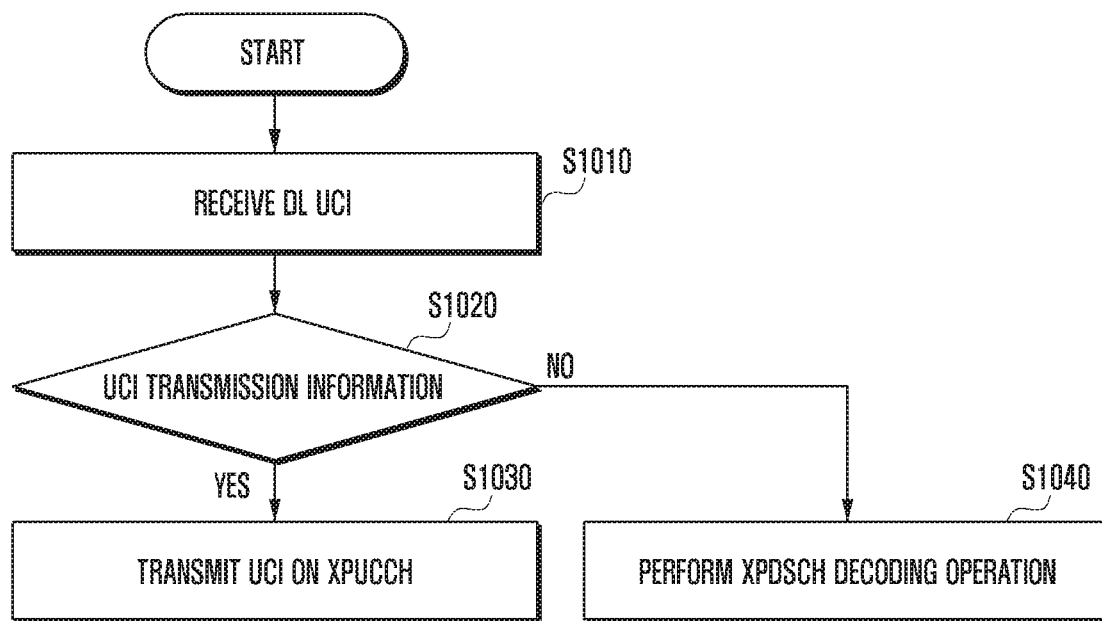 START
S1010
RECEIVE DL UCI
S1020
UCI TRANSMISSION INFORMATION
NO
YES
S1030
S1040
TRANSMIT UCI ON XPUCCH
PERFORM XPDSCH DECODING OPERATION